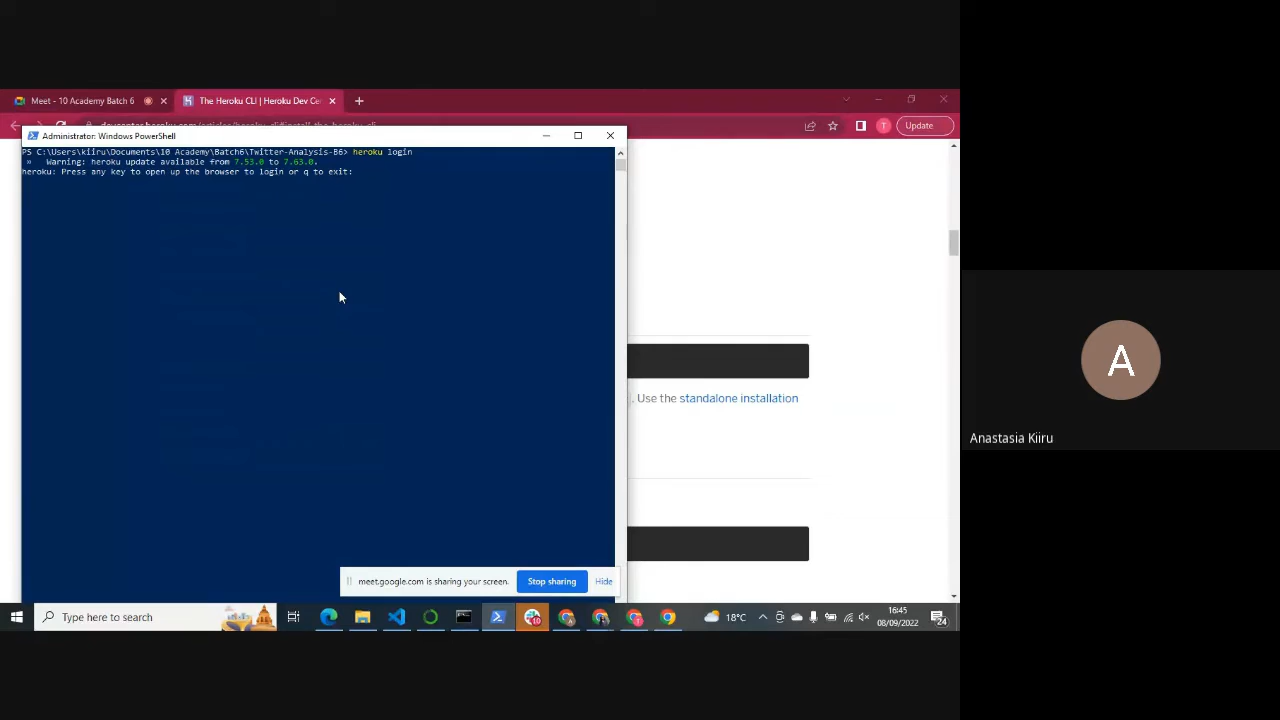 Meet - 10 Academy Batch 6
The Heroku CLI | Heroku Dev Ce
Update
Administrator: Windows PowerShell
PS C:\Users\kiiru\Documents\10 Academy\Batch6\Twitter-Analysis-B6> heroku login
» Warning: heroku update available from 7.53.0 to 7.63.0.
heroku: Press any key to open up the browser to login or q to exit:
. Use the standalone installation
A
Anastasia Kiiru
meet.google.com is sharing your screen.
Stop sharing
Hide
Type here to search
10
18°C
16:45
08/09/2022
24